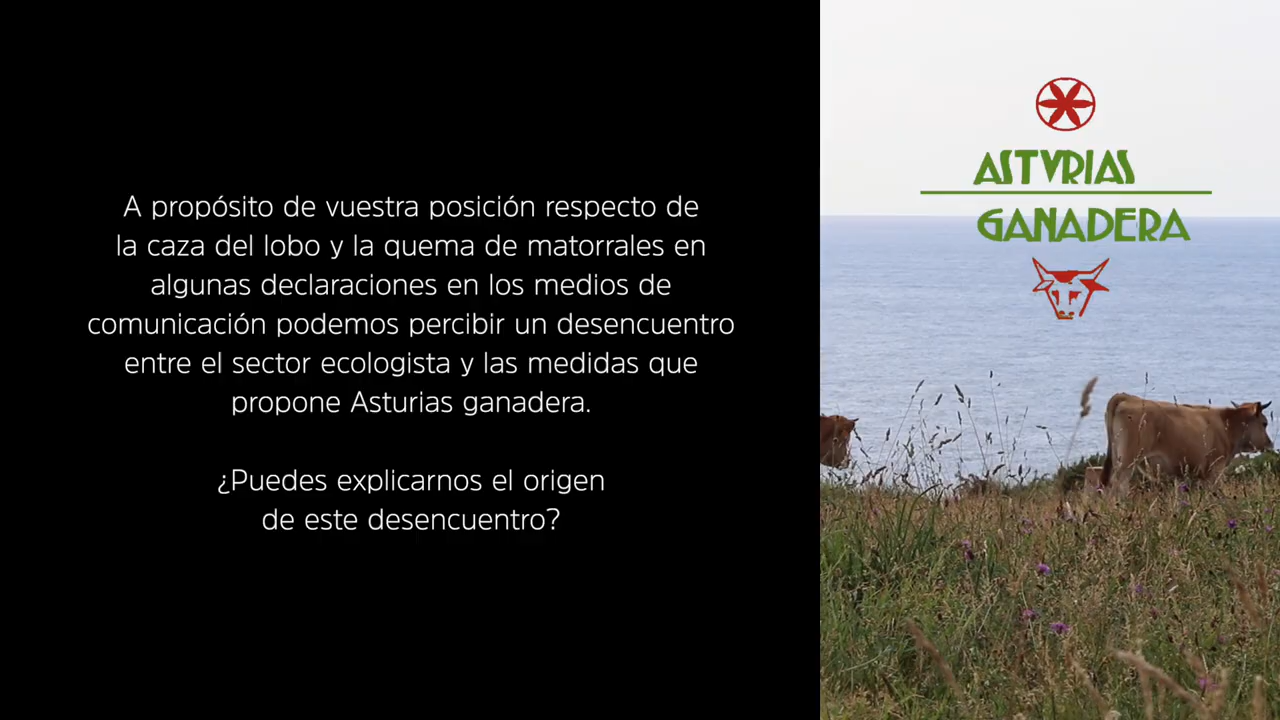 A propósito de vuestra posición respecto de
la caza del lobo y la quema de matorrales en
algunas declaraciones en los medios de
comunicación podemos percibir un desencuentro
entre el sector ecologista y las medidas que
propone Asturias ganadera.
¿Puedes explicarnos el origen
de este desencuentro?
ASTVRIAS
GANADERA